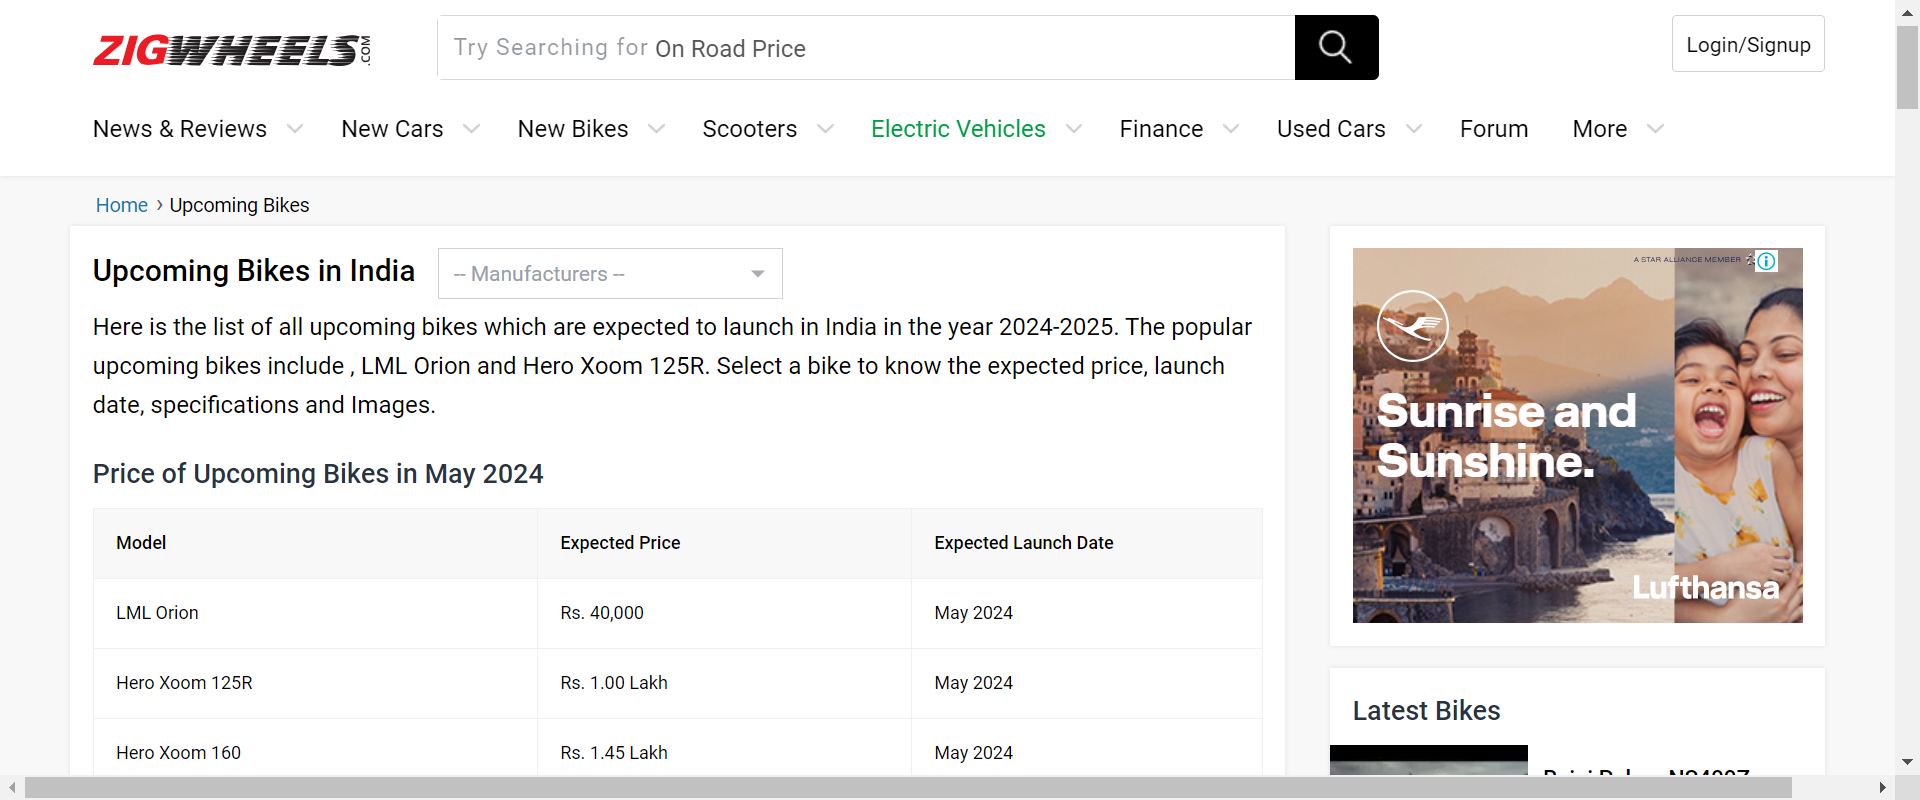 ZIGWHEELS.COM
Try Searching for On Road Price
Login/Signup
News & Reviews New Cars New Bikes Scooters Electric Vehicles Finance Used Cars Forum More
Home › Upcoming Bikes
Upcoming Bikes in India
-- Manufacturers --
Here is the list of all upcoming bikes which are expected to launch in India in the year 2024-2025. The popular
upcoming bikes include , LML Orion and Hero Xoom 125R. Select a bike to know the expected price, launch
date, specifications and Images.
Price of Upcoming Bikes in May 2024
Model Expected Price Expected Launch Date
LML Orion Rs. 40,000 May 2024
Hero Xoom 125R Rs. 1.00 Lakh May 2024
Hero Xoom 160 Rs. 1.45 Lakh May 2024
A STAR ALLIANCE MEMBER
Sunrise and
Sunshine.
Lufthansa
Latest Bikes